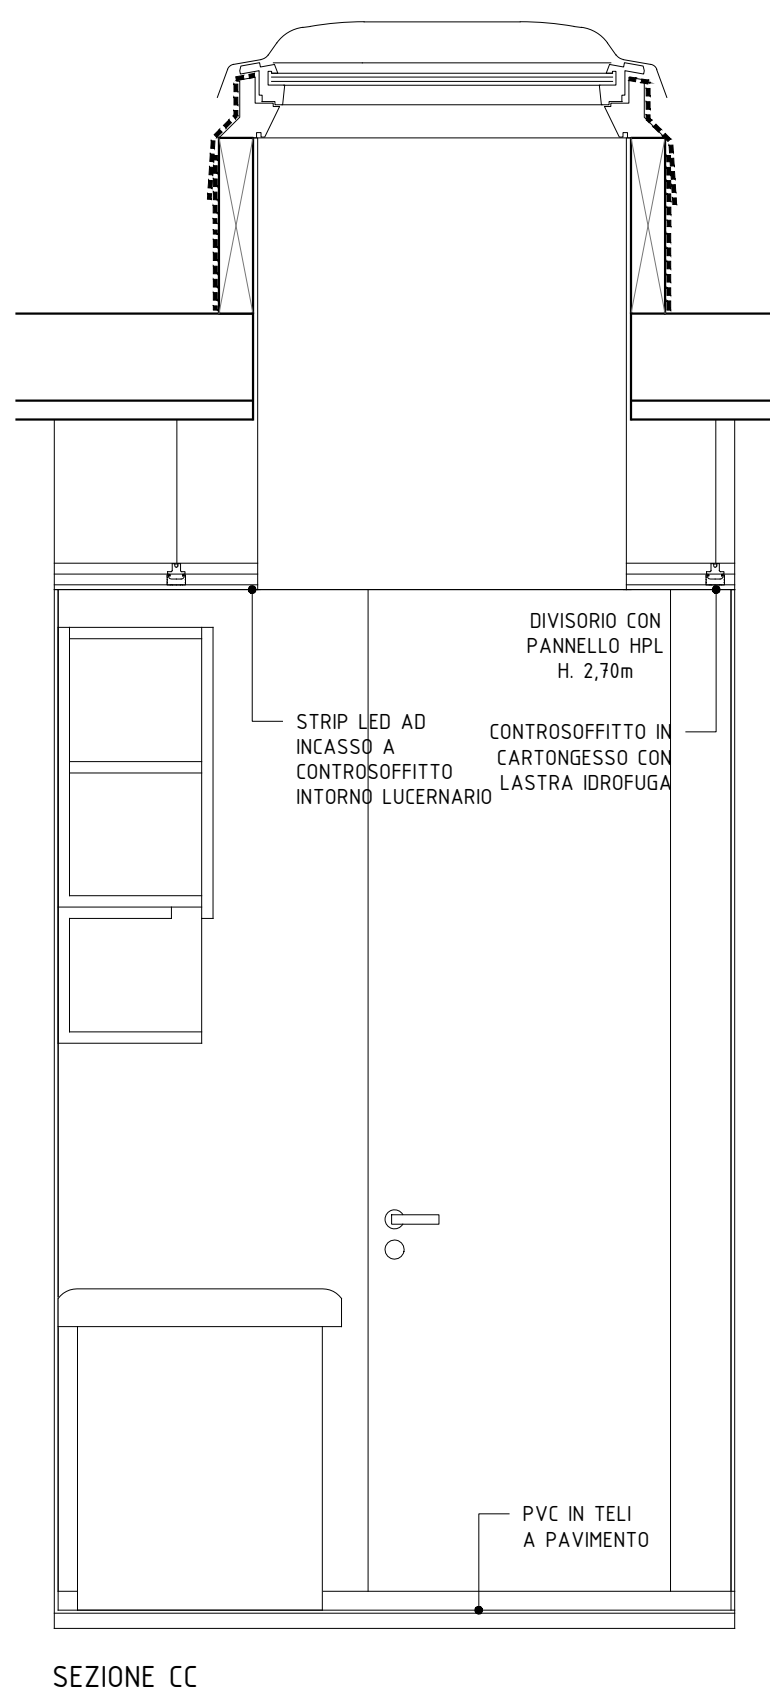 DIVISORIO CON
PANNELLO HPL
H. 2,70m
STRIP LED AD
INCASSO A
CONTROSOFFITTO
INTORNO LUCERNARIO
CONTROSOFFITTO IN
CARTONGESSO CON
LASTRA IDROFUGA
PVC IN TELI
A PAVIMENTO
SEZIONE CC